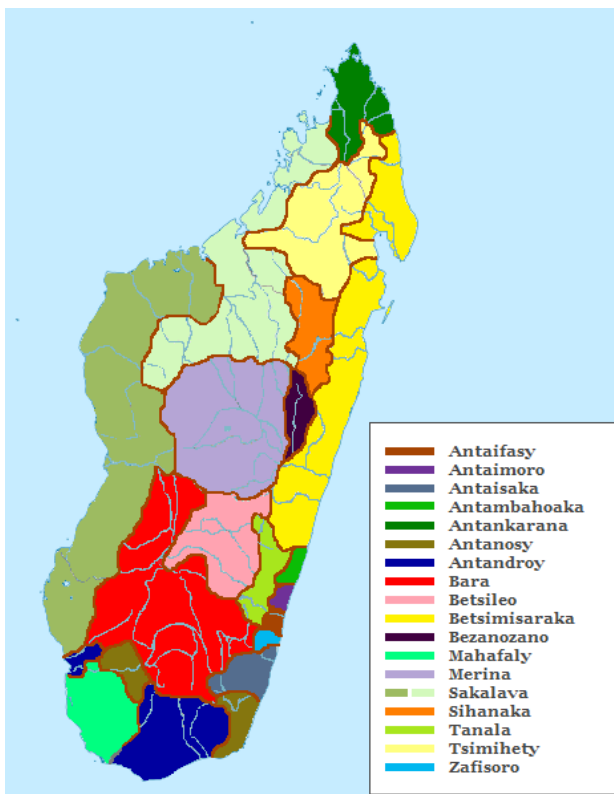 Antaifasy
Antaimoro
Antaisaka
Antambahoaka
Antankarana
Antanosy
Antandroy
Bara
Betsileo
Betsimisaraka
Bezanozano
Mahafaly
Merina
Sakalava
Sihanaka
Tanala
Tsimihety
Zafisoro